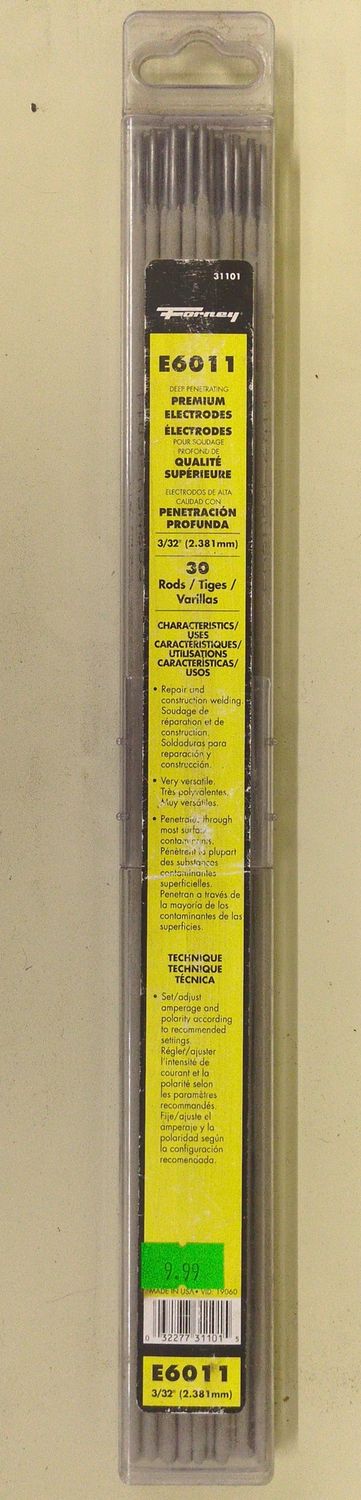 31101
Forney
E6011
DEEP PENETRATING
PREMIUM
ELECTRODES
ÉLECTRODES
POUR SOUDAGE
PROFOND DE
QUALITÉ
SUPÉRIEURE
ELECTRODOS DE ALTA
CALIDAD CON
PENETRACIÓN
PROFUNDA
3/32" (2.381mm)
30
Rods / Tiges /
Varillas
CHARACTERISTICS/
USES
CARACTÉRISTIQUES/
UTILISATIONS
CARACTERÍSTICAS/
USOS
• Repair and
construction welding.
Soudage de
réparation et de
construction.
Soldaduras para
reparación y
construcción.
• Very versatile.
Très polyvalentes.
Muy versátiles.
• Penetrates through
most surface
contaminants.
Pénètrent la plupart
des substances
contaminantes
superficielles.
Penetran a través de
la mayoría de los
contaminantes de las
superficies.
TECHNIQUE
TECHNIQUE
TÉCNICA
• Set/adjust
amperage and
polarity according
to recommended
settings.
Régler/ajuster
l'intensité de
courant et la
polarité selon
les paramètres
recommandés.
Fije/ajuste el
amperaje y la
polaridad según
la configuración
recomendada.
9.99
MADE IN USA • VID: 19060
0 32277 31101 5
E6011
3/32" (2.381mm)